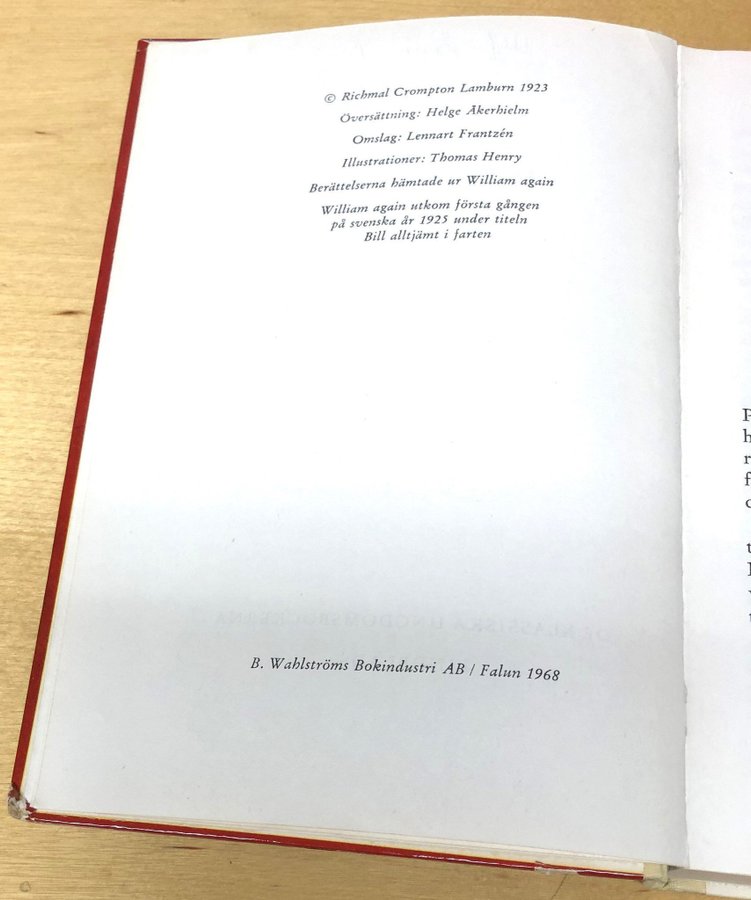 © Richmal Crompton Lamburn 1923
Översättning: Helge Åkerhielm
Omslag: Lennart Frantzén
Illustrationer: Thomas Henry
Berättelserna hämtade ur William again
William again utkom första gången
på svenska år 1925 under titeln
Bill alltjämt i farten
B. Wahlströms Bokindustri AB / Falun 1968